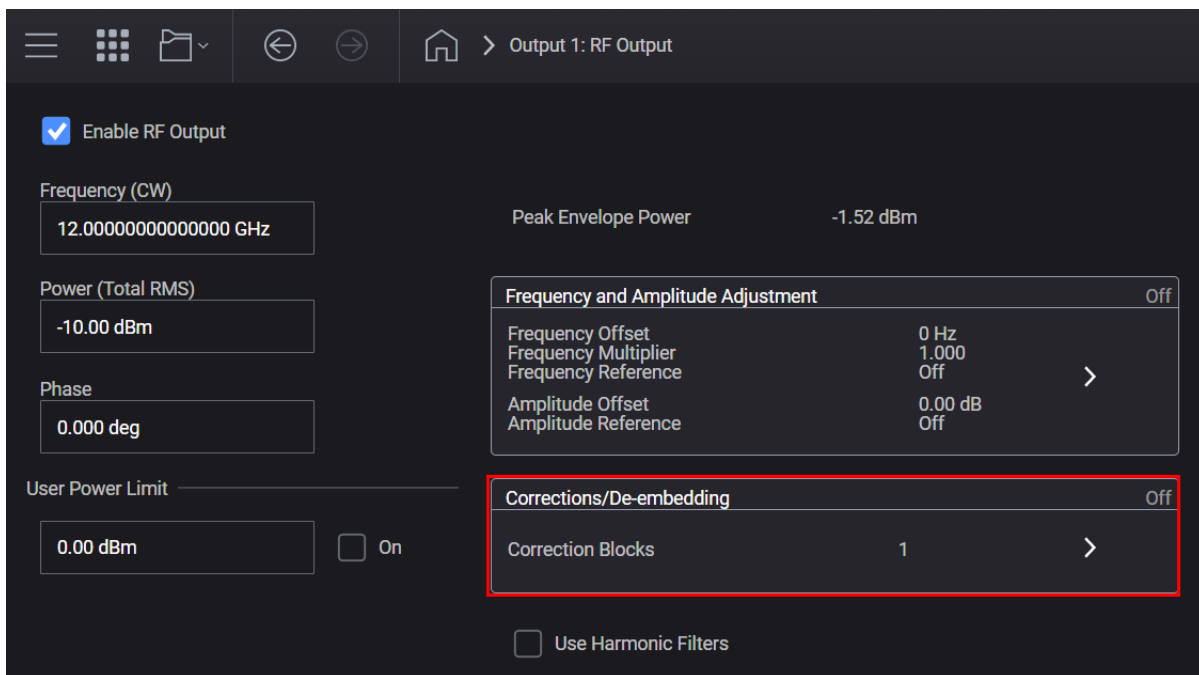 Output 1: RF Output
Enable RF Output
Frequency (CW)
12.00000000000000 GHz
Power (Total RMS)
-10.00 dBm
Phase
0.000 deg
User Power Limit
0.00 dBm
On
Peak Envelope Power -1.52 dBm
Frequency and Amplitude Adjustment Off
Frequency Offset 0 Hz
Frequency Multiplier 1.000
Frequency Reference Off
Amplitude Offset 0.00 dB
Amplitude Reference Off
Corrections/De-embedding Off
Correction Blocks 1
Use Harmonic Filters